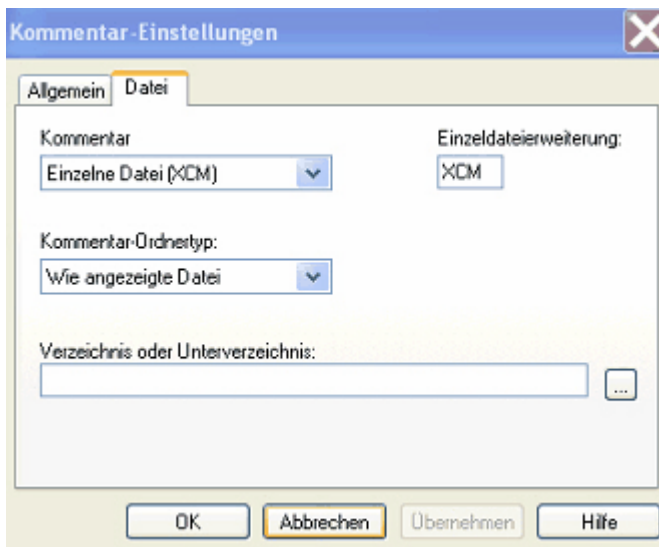 Kommentar-Einstellungen
Allgemein Datei
Kommentar Einzeldateierweiterung:
Einzelne Datei (XCM) XCM
Kommentar-Ordnertyp:
Wie angezeigte Datei
Verzeichnis oder Unterverzeichnis:
...
OK Abbrechen Übernehmen Hilfe